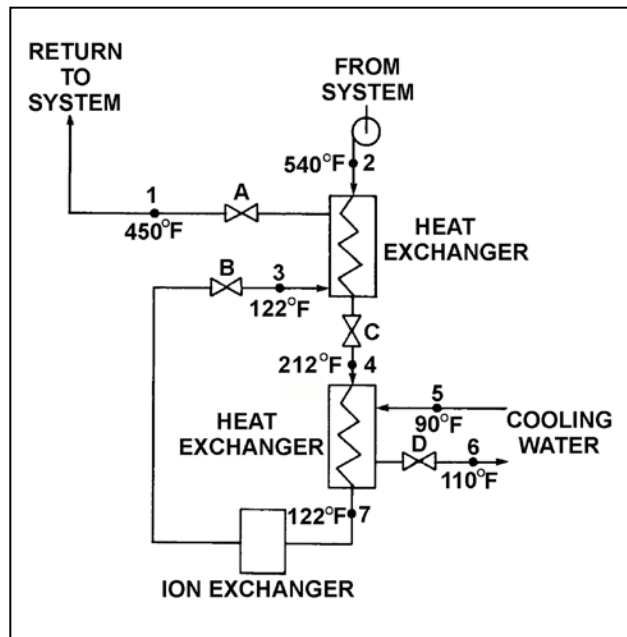 RETURN
TO
SYSTEM
FROM
SYSTEM
540°F 2
1 A
450°F
HEAT
EXCHANGER
B 3
122°F
C
212°F 4
HEAT
EXCHANGER
5
90°F
COOLING
WATER
D 6
110°F
122°F 7
ION EXCHANGER